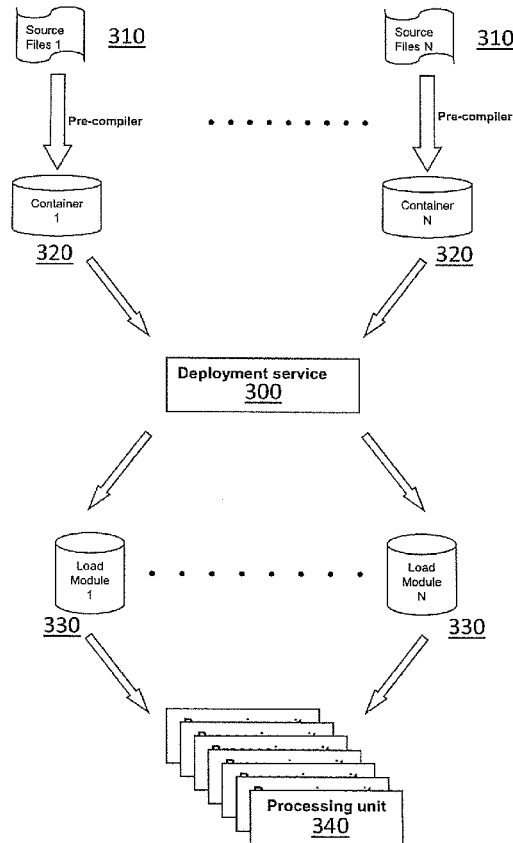 Source
Files 1
310
Source
Files N
310
Pre-compiler
Pre-compiler
Container
1
320
Container
N
320
Deployment service
300
Load
Module
1
330
Load
Module
N
330
Processing unit
340